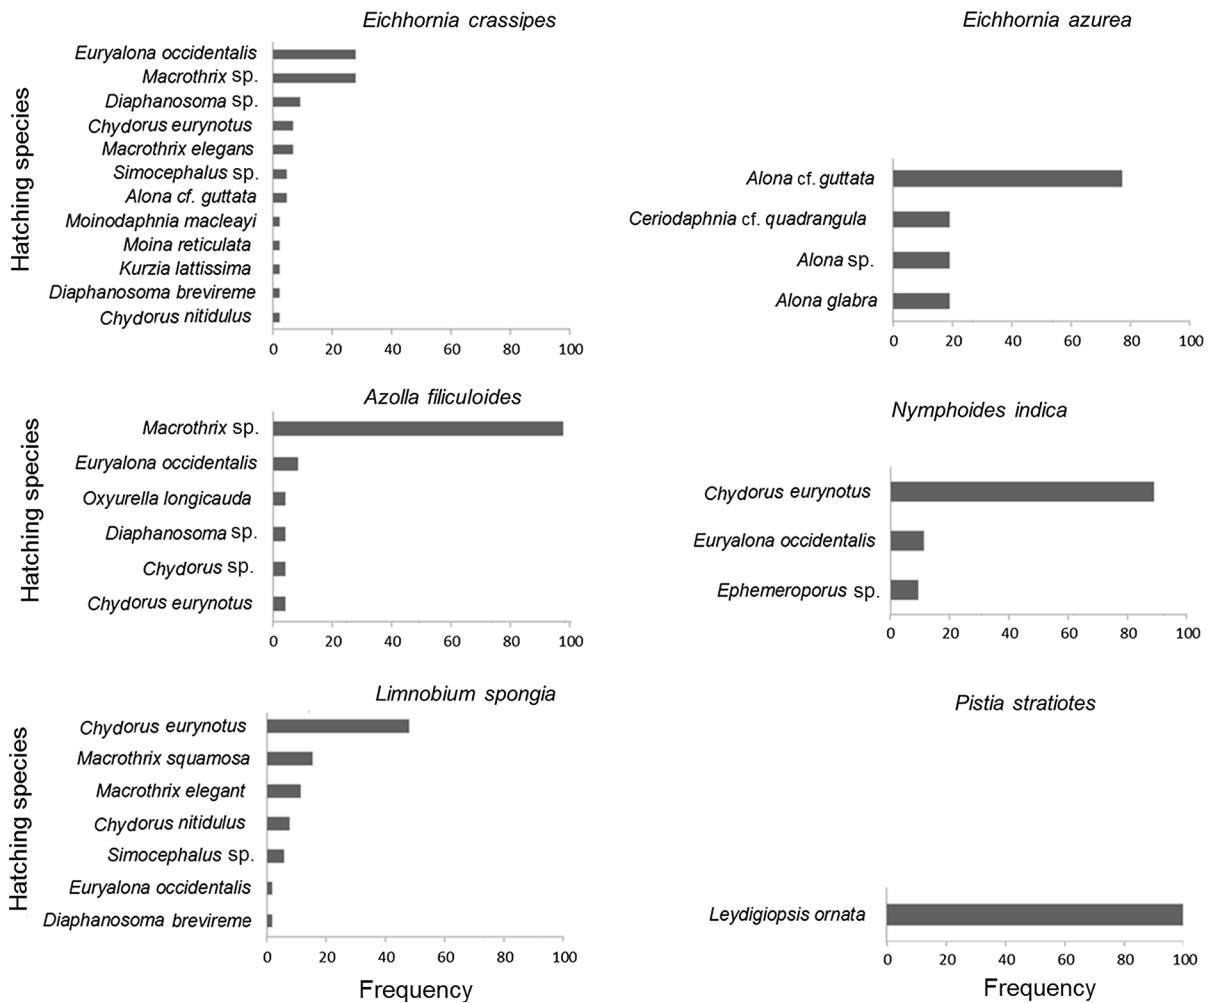 Eichhornia crassipes
Hatching species
Euryalona occidentalis
Macrothrix sp.
Diaphanosoma sp.
Chydorus eurynotus
Macrothrix elegans
Simocephalus sp.
Alona cf. guttata
Moinodaphnia macleayi
Moina reticulata
Kurzia lattissima
Diaphanosoma brevireme
Chydorus nitidulus
0 20 40 60 80 100
Eichhornia azurea
Alona cf. guttata
Ceriodaphnia cf. quadrangula
Alona sp.
Alona glabra
0 20 40 60 80 100
Azolla filiculoides
Hatching species
Macrothrix sp.
Euryalona occidentalis
Oxyurella longicauda
Diaphanosoma sp.
Chydorus sp.
Chydorus eurynotus
0 20 40 60 80 100
Nymphoides indica
Chydorus eurynotus
Euryalona occidentalis
Ephemeroporus sp.
0 20 40 60 80 100
Limnobium spongia
Hatching species
Chydorus eurynotus
Macrothrix squamosa
Macrothrix elegant
Chydorus nitidulus
Simocephalus sp.
Euryalona occidentalis
Diaphanosoma brevireme
0 20 40 60 80 100
Frequency
Pistia stratiotes
Leydigiopsis ornata
0 20 40 60 80 100
Frequency